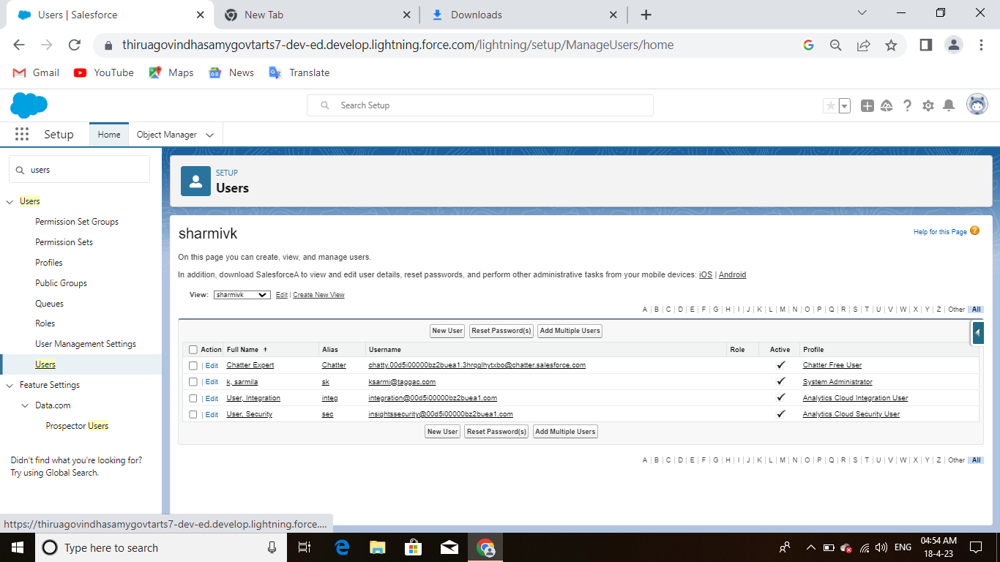 Users | Salesforce
New Tab
Downloads
thiruagovindhasamygovtarts7-dev-ed.develop.lightning.force.com/lightning/setup/ManageUsers/home
Gmail YouTube Maps News Translate
Search Setup
Setup Home Object Manager
users
Users
Permission Set Groups
Permission Sets
Profiles
Public Groups
Queues
Roles
User Management Settings
Users
Feature Settings
Data.com
Prospector Users
Didn't find what you're looking for?
Try using Global Search.
SETUP
Users
sharmivk
Help for this Page ?
On this page you can create, view, and manage users.
In addition, download SalesforceA to view and edit user details, reset passwords, and perform other administrative tasks from your mobile devices: iOS | Android
View: sharmivk Edit | Create New View
A | B | C | D | E | F | G | H | I | J | K | L | M | N | O | P | Q | R | S | T | U | V | W | X | Y | Z | Other All
New User Reset Password(s) Add Multiple Users
Action Full Name ↑ Alias Username Role Active Profile
| Edit Chatter Expert Chatter chatty.00d5i00000bz2buea1.3hrqglhytxbo@chatter.salesforce.com ✓ Chatter Free User
| Edit k, sarmila sk ksarmi@taggac.com ✓ System Administrator
| Edit User, Integration integ integration@00d5i00000bz2buea1.com ✓ Analytics Cloud Integration User
| Edit User, Security sec insightssecurity@00d5i00000bz2buea1.com ✓ Analytics Cloud Security User
New User Reset Password(s) Add Multiple Users
A | B | C | D | E | F | G | H | I | J | K | L | M | N | O | P | Q | R | S | T | U | V | W | X | Y | Z | Other All
https://thiruagovindhasamygovtarts7-dev-ed.develop.lightning.force....
Type here to search
ENG
04:54 AM
18-4-23